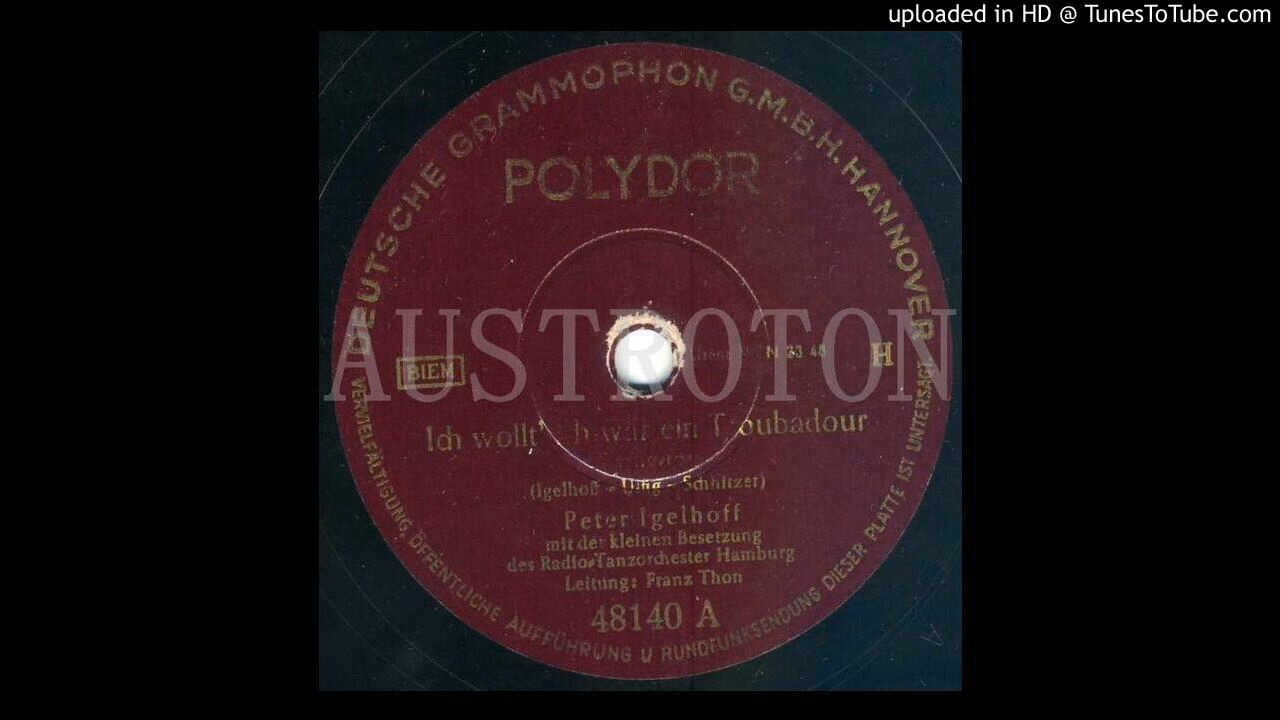 uploaded in HD @ TunesToTube.com
DEUTSCHE GRAMMOPHON G.M.B.H. HANNOVER
POLYDOR
AUSTROTON
BIEM
H
Ich wollt' ich wär ein Troubadour
(Igelhoff - - Schnitzer)
Peter Igelhoff
mit der kleinen Besetzung
des Radio-Tanzorchester Hamburg
Leitung: Franz Thon
48140 A
VERVIELFÄLTIGUNG, ÖFFENTLICHE AUFFÜHRUNG U RUNDFUNKSENDUNG DIESER PLATTE IST UNTERSAGT